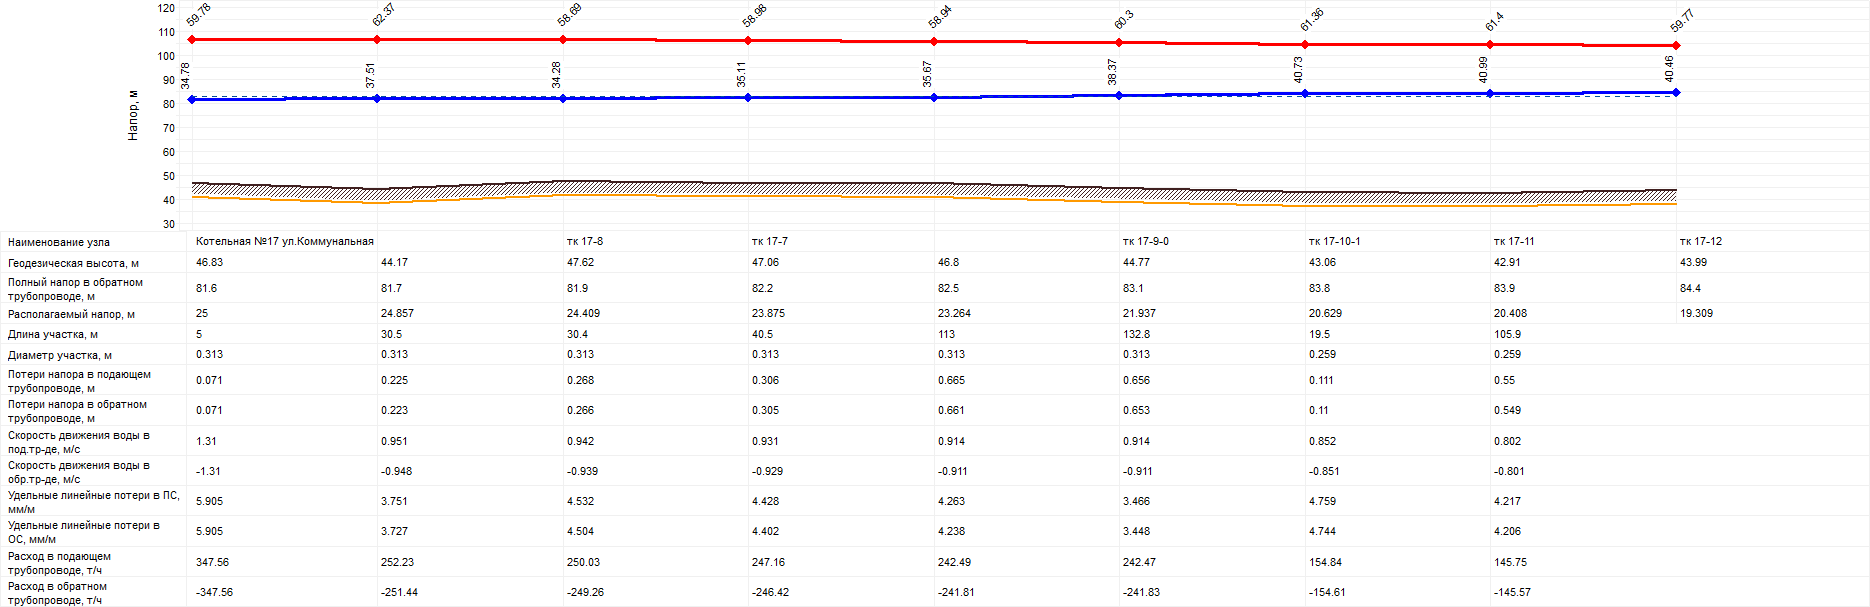 120
110
100
90
80
70
60
50
40
30
Напор, м
59.78
62.37
58.69
58.98
58.94
60.3
61.36
61.4
59.77
34.78
37.51
34.28
35.11
35.67
38.37
40.73
40.99
40.46
Наименование узла Котельная №17 ул.Коммунальная тк 17-8 тк 17-7 тк 17-9-0 тк 17-10-1 тк 17-11 тк 17-12
Геодезическая высота, м 46.83 44.17 47.62 47.06 46.8 44.77 43.06 42.91 43.99
Полный напор в обратном
трубопроводе, м 81.6 81.7 81.9 82.2 82.5 83.1 83.8 83.9 84.4
Располагаемый напор, м 25 24.857 24.409 23.875 23.264 21.937 20.629 20.408 19.309
Длина участка, м 5 30.5 30.4 40.5 113 132.8 19.5 105.9
Диаметр участка, м 0.313 0.313 0.313 0.313 0.313 0.313 0.259 0.259
Потери напора в подающем
трубопроводе, м 0.071 0.225 0.268 0.306 0.665 0.656 0.111 0.55
Потери напора в обратном
трубопроводе, м 0.071 0.223 0.266 0.305 0.661 0.653 0.11 0.549
Скорость движения воды в
под.тр-де, м/с 1.31 0.951 0.942 0.931 0.914 0.914 0.852 0.802
Скорость движения воды в
обр.тр-де, м/с -1.31 -0.948 -0.939 -0.929 -0.911 -0.911 -0.851 -0.801
Удельные линейные потери в ПС,
мм/м 5.905 3.751 4.532 4.428 4.263 3.466 4.759 4.217
Удельные линейные потери в
ОС, мм/м 5.905 3.727 4.504 4.402 4.238 3.448 4.744 4.206
Расход в подающем
трубопроводе, т/ч 347.56 252.23 250.03 247.16 242.49 242.47 154.84 145.75
Расход в обратном
трубопроводе, т/ч -347.56 -251.44 -249.26 -246.42 -241.81 -241.83 -154.61 -145.57